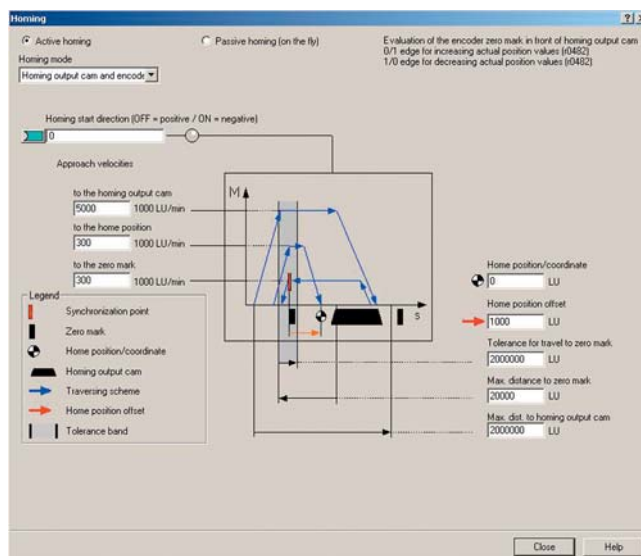 Homing
Active homing
Passive homing (on the fly)
Evaluation of the encoder zero mark in front of homing output cam
0/1 edge for increasing actual position values (r0482)
1/0 edge for decreasing actual position values (r0482)
Homing mode
Homing output cam and encode
Homing start direction (OFF = positive / ON = negative)
0
Approach velocities
to the homing output cam
5000 1000 LU/min
to the home position
300 1000 LU/min
to the zero mark
300 1000 LU/min
M
s
Legend
Synchronization point
Zero mark
Home position/coordinate
Homing output cam
Traversing scheme
Home position offset
Tolerance band
Home position/coordinate
0 LU
Home position offset
1000 LU
Tolerance for travel to zero mark
2000000 LU
Max. distance to zero mark
20000 LU
Max. dist. to homing output cam
2000000 LU
Close
Help